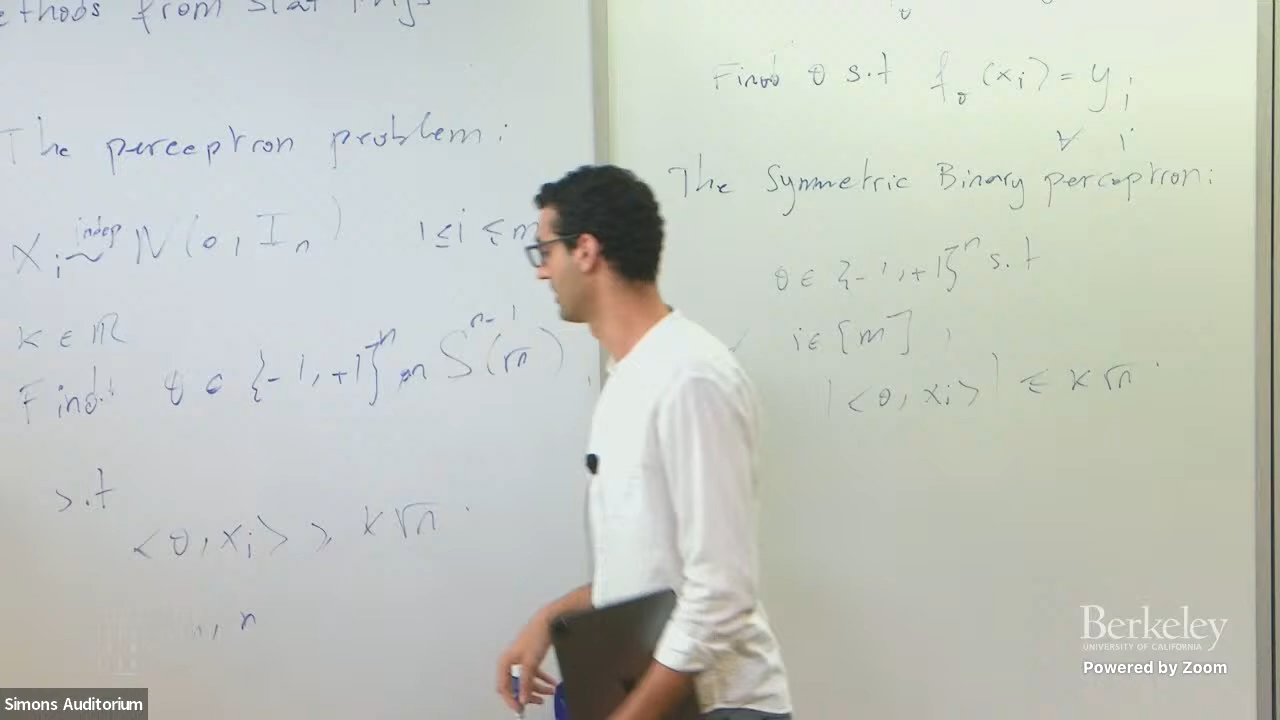 ethods from Stat Phys
The perceptron problem:
X_i ~ indep N(0, I_n) 1 ≤ i ≤ m
κ ∈ ℝ
Find θ ∈ {-1, +1}^n or S^{n-1}(√n)
s.t
<θ, x_i> ≥ κ√n.
, n
Find θ s.t f_θ(x_i) = y_i
∀ i
The Symmetric Binary perceptron:
θ ∈ {-1, +1}^n s.t
i ∈ [m],
|<θ, x_i>| ≤ κ√n.
Berkeley
UNIVERSITY OF CALIFORNIA
Powered by Zoom
Simons Auditorium